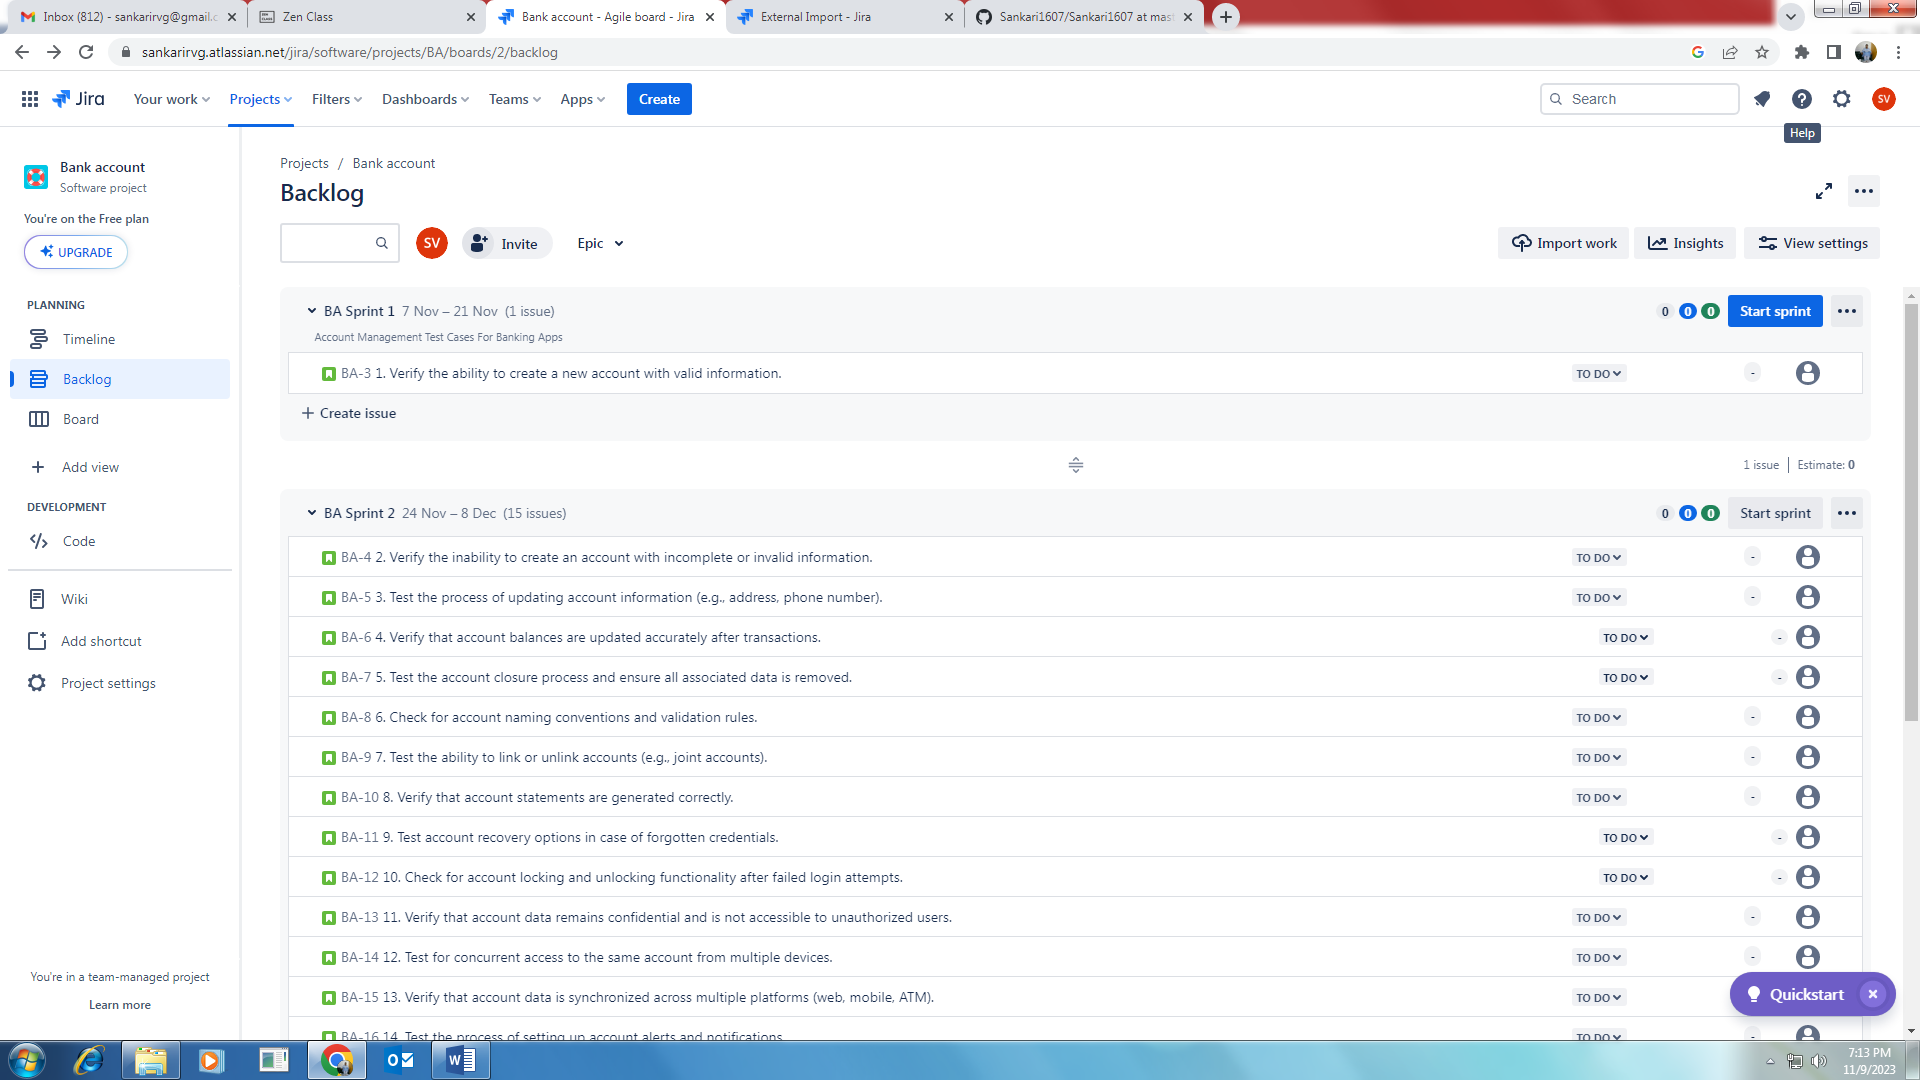 Inbox (812) - sankarirvg@gmail.c
Zen Class
Bank account - Agile board - Jira
External Import - Jira
Sankari1607/Sankari1607 at mas
sankarirvg.atlassian.net/jira/software/projects/BA/boards/2/backlog
Jira
Your work
Projects
Filters
Dashboards
Teams
Apps
Create
Search
SV
Help
Bank account
Software project
You're on the Free plan
UPGRADE
PLANNING
Timeline
Backlog
Board
Add view
DEVELOPMENT
Code
Wiki
Add shortcut
Project settings
You're in a team-managed project
Learn more
Projects / Bank account
Backlog
SV
Invite
Epic
Import work
Insights
View settings
BA Sprint 1 7 Nov – 21 Nov (1 issue)
0 0 0
Start sprint
Account Management Test Cases For Banking Apps
BA-3 1. Verify the ability to create a new account with valid information. TO DO -
+ Create issue
1 issue Estimate: 0
BA Sprint 2 24 Nov – 8 Dec (15 issues)
0 0 0
Start sprint
BA-4 2. Verify the inability to create an account with incomplete or invalid information. TO DO -
BA-5 3. Test the process of updating account information (e.g., address, phone number). TO DO -
BA-6 4. Verify that account balances are updated accurately after transactions. TO DO -
BA-7 5. Test the account closure process and ensure all associated data is removed. TO DO -
BA-8 6. Check for account naming conventions and validation rules. TO DO -
BA-9 7. Test the ability to link or unlink accounts (e.g., joint accounts). TO DO -
BA-10 8. Verify that account statements are generated correctly. TO DO -
BA-11 9. Test account recovery options in case of forgotten credentials. TO DO -
BA-12 10. Check for account locking and unlocking functionality after failed login attempts. TO DO -
BA-13 11. Verify that account data remains confidential and is not accessible to unauthorized users. TO DO -
BA-14 12. Test for concurrent access to the same account from multiple devices. TO DO -
BA-15 13. Verify that account data is synchronized across multiple platforms (web, mobile, ATM). TO DO
BA-16 14. Test the process of setting up account alerts and notifications TO DO -
Quickstart
7:13 PM
11/9/2023